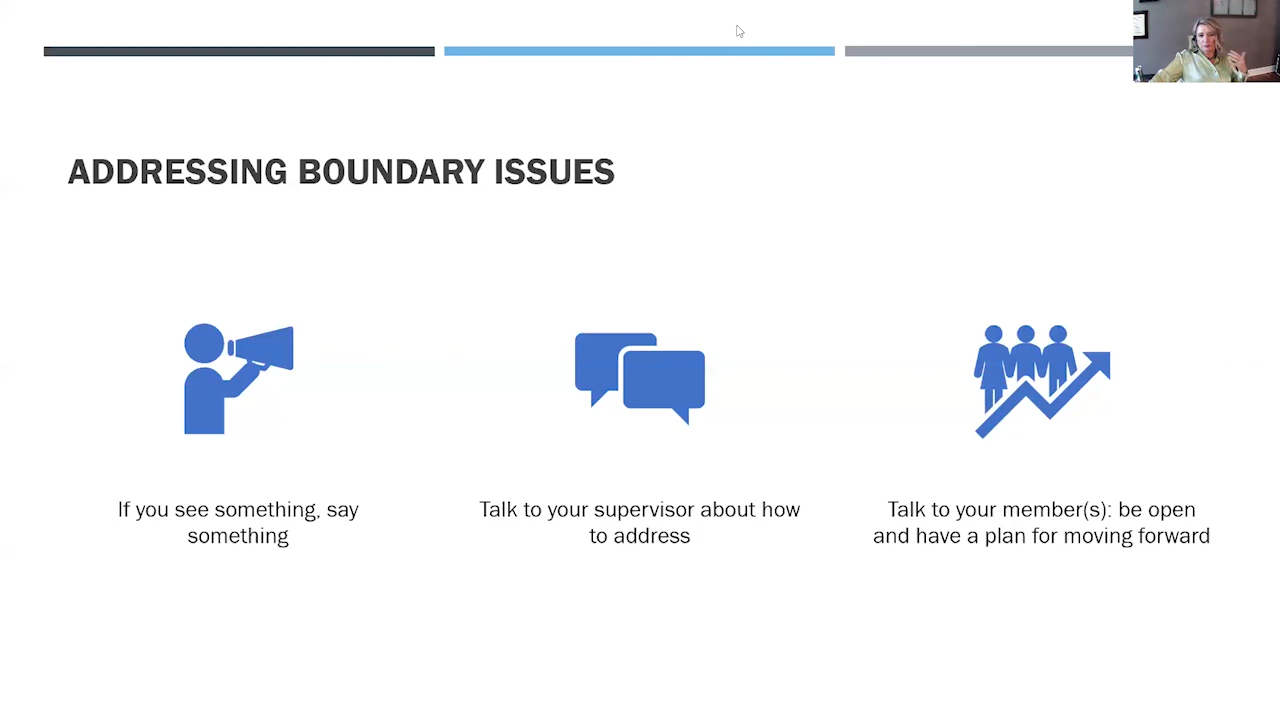 ADDRESSING BOUNDARY ISSUES
If you see something, say
something
Talk to your supervisor about how
to address
Talk to your member(s): be open
and have a plan for moving forward